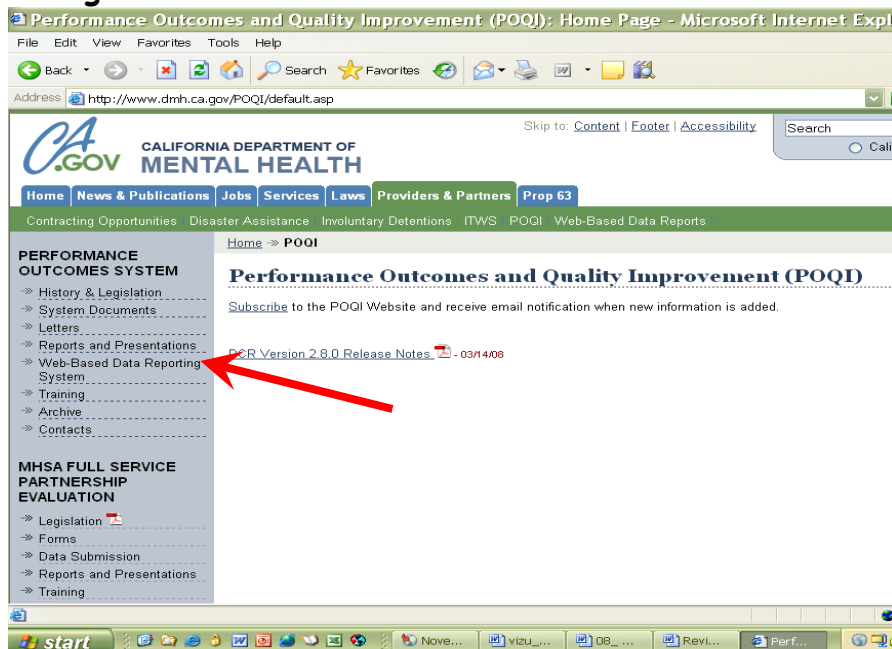 Performance Outcomes and Quality Improvement (POQI): Home Page - Microsoft Internet Expl
File Edit View Favorites Tools Help
Back Search Favorites
Address http://www.dmh.ca.gov/POQI/default.asp
Skip to: Content | Footer | Accessibility
Search
Cali
CA.GOV
CALIFORNIA DEPARTMENT OF
MENTAL HEALTH
Home News & Publications Jobs Services Laws Providers & Partners Prop 63
Contracting Opportunities Disaster Assistance Involuntary Detentions ITWS POQI Web-Based Data Reports
Home -» POQI
PERFORMANCE
OUTCOMES SYSTEM
-» History & Legislation
-» System Documents
-» Letters
-» Reports and Presentations
-» Web-Based Data Reporting
System
-» Training
-» Archive
-» Contacts
MHSA FULL SERVICE
PARTNERSHIP
EVALUATION
-» Legislation
-» Forms
-» Data Submission
-» Reports and Presentations
-» Training
Performance Outcomes and Quality Improvement (POQI)
Subscribe to the POQI Website and receive email notification when new information is added.
DCR Version 2.8.0 Release Notes - 03/14/08
start Nove... vizu_... 08_ ... Revi... Perf...